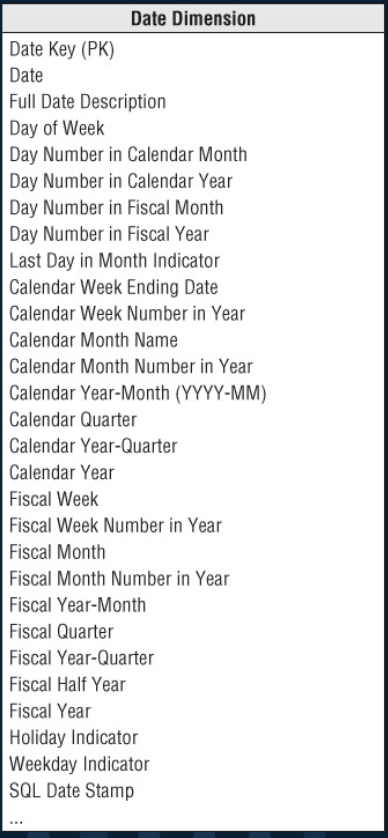 Date Dimension
Date Key (PK)
Date
Full Date Description
Day of Week
Day Number in Calendar Month
Day Number in Calendar Year
Day Number in Fiscal Month
Day Number in Fiscal Year
Last Day in Month Indicator
Calendar Week Ending Date
Calendar Week Number in Year
Calendar Month Name
Calendar Month Number in Year
Calendar Year-Month (YYYY-MM)
Calendar Quarter
Calendar Year-Quarter
Calendar Year
Fiscal Week
Fiscal Week Number in Year
Fiscal Month
Fiscal Month Number in Year
Fiscal Year-Month
Fiscal Quarter
Fiscal Year-Quarter
Fiscal Half Year
Fiscal Year
Holiday Indicator
Weekday Indicator
SQL Date Stamp
...